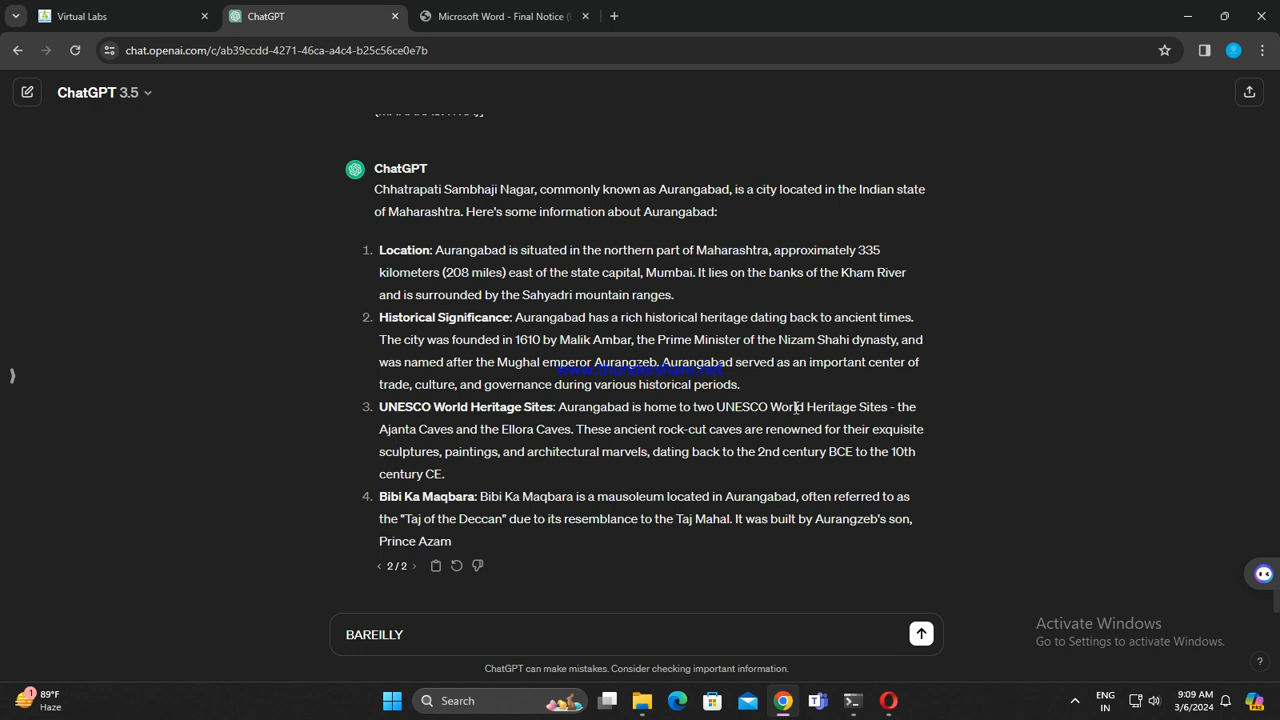 Virtual Labs
ChatGPT
Microsoft Word - Final Notice (
chat.openai.com/c/ab39ccdd-4271-46ca-a4c4-b25c56ce0e7b
ChatGPT 3.5
ChatGPT
Chhatrapati Sambhaji Nagar, commonly known as Aurangabad, is a city located in the Indian state
of Maharashtra. Here's some information about Aurangabad:
1. Location: Aurangabad is situated in the northern part of Maharashtra, approximately 335
kilometers (208 miles) east of the state capital, Mumbai. It lies on the banks of the Kham River
and is surrounded by the Sahyadri mountain ranges.
2. Historical Significance: Aurangabad has a rich historical heritage dating back to ancient times.
The city was founded in 1610 by Malik Ambar, the Prime Minister of the Nizam Shahi dynasty, and
was named after the Mughal emperor Aurangzeb. Aurangabad served as an important center of
www.thundershare.net
trade, culture, and governance during various historical periods.
3. UNESCO World Heritage Sites: Aurangabad is home to two UNESCO World Heritage Sites - the
Ajanta Caves and the Ellora Caves. These ancient rock-cut caves are renowned for their exquisite
sculptures, paintings, and architectural marvels, dating back to the 2nd century BCE to the 10th
century CE.
4. Bibi Ka Maqbara: Bibi Ka Maqbara is a mausoleum located in Aurangabad, often referred to as
the "Taj of the Deccan" due to its resemblance to the Taj Mahal. It was built by Aurangzeb's son,
Prince Azam
2/2
BAREILLY
Activate Windows
Go to Settings to activate Windows.
ChatGPT can make mistakes. Consider checking important information.
?
1
89°F
Haze
Search
ENG
IN
9:09 AM
3/6/2024